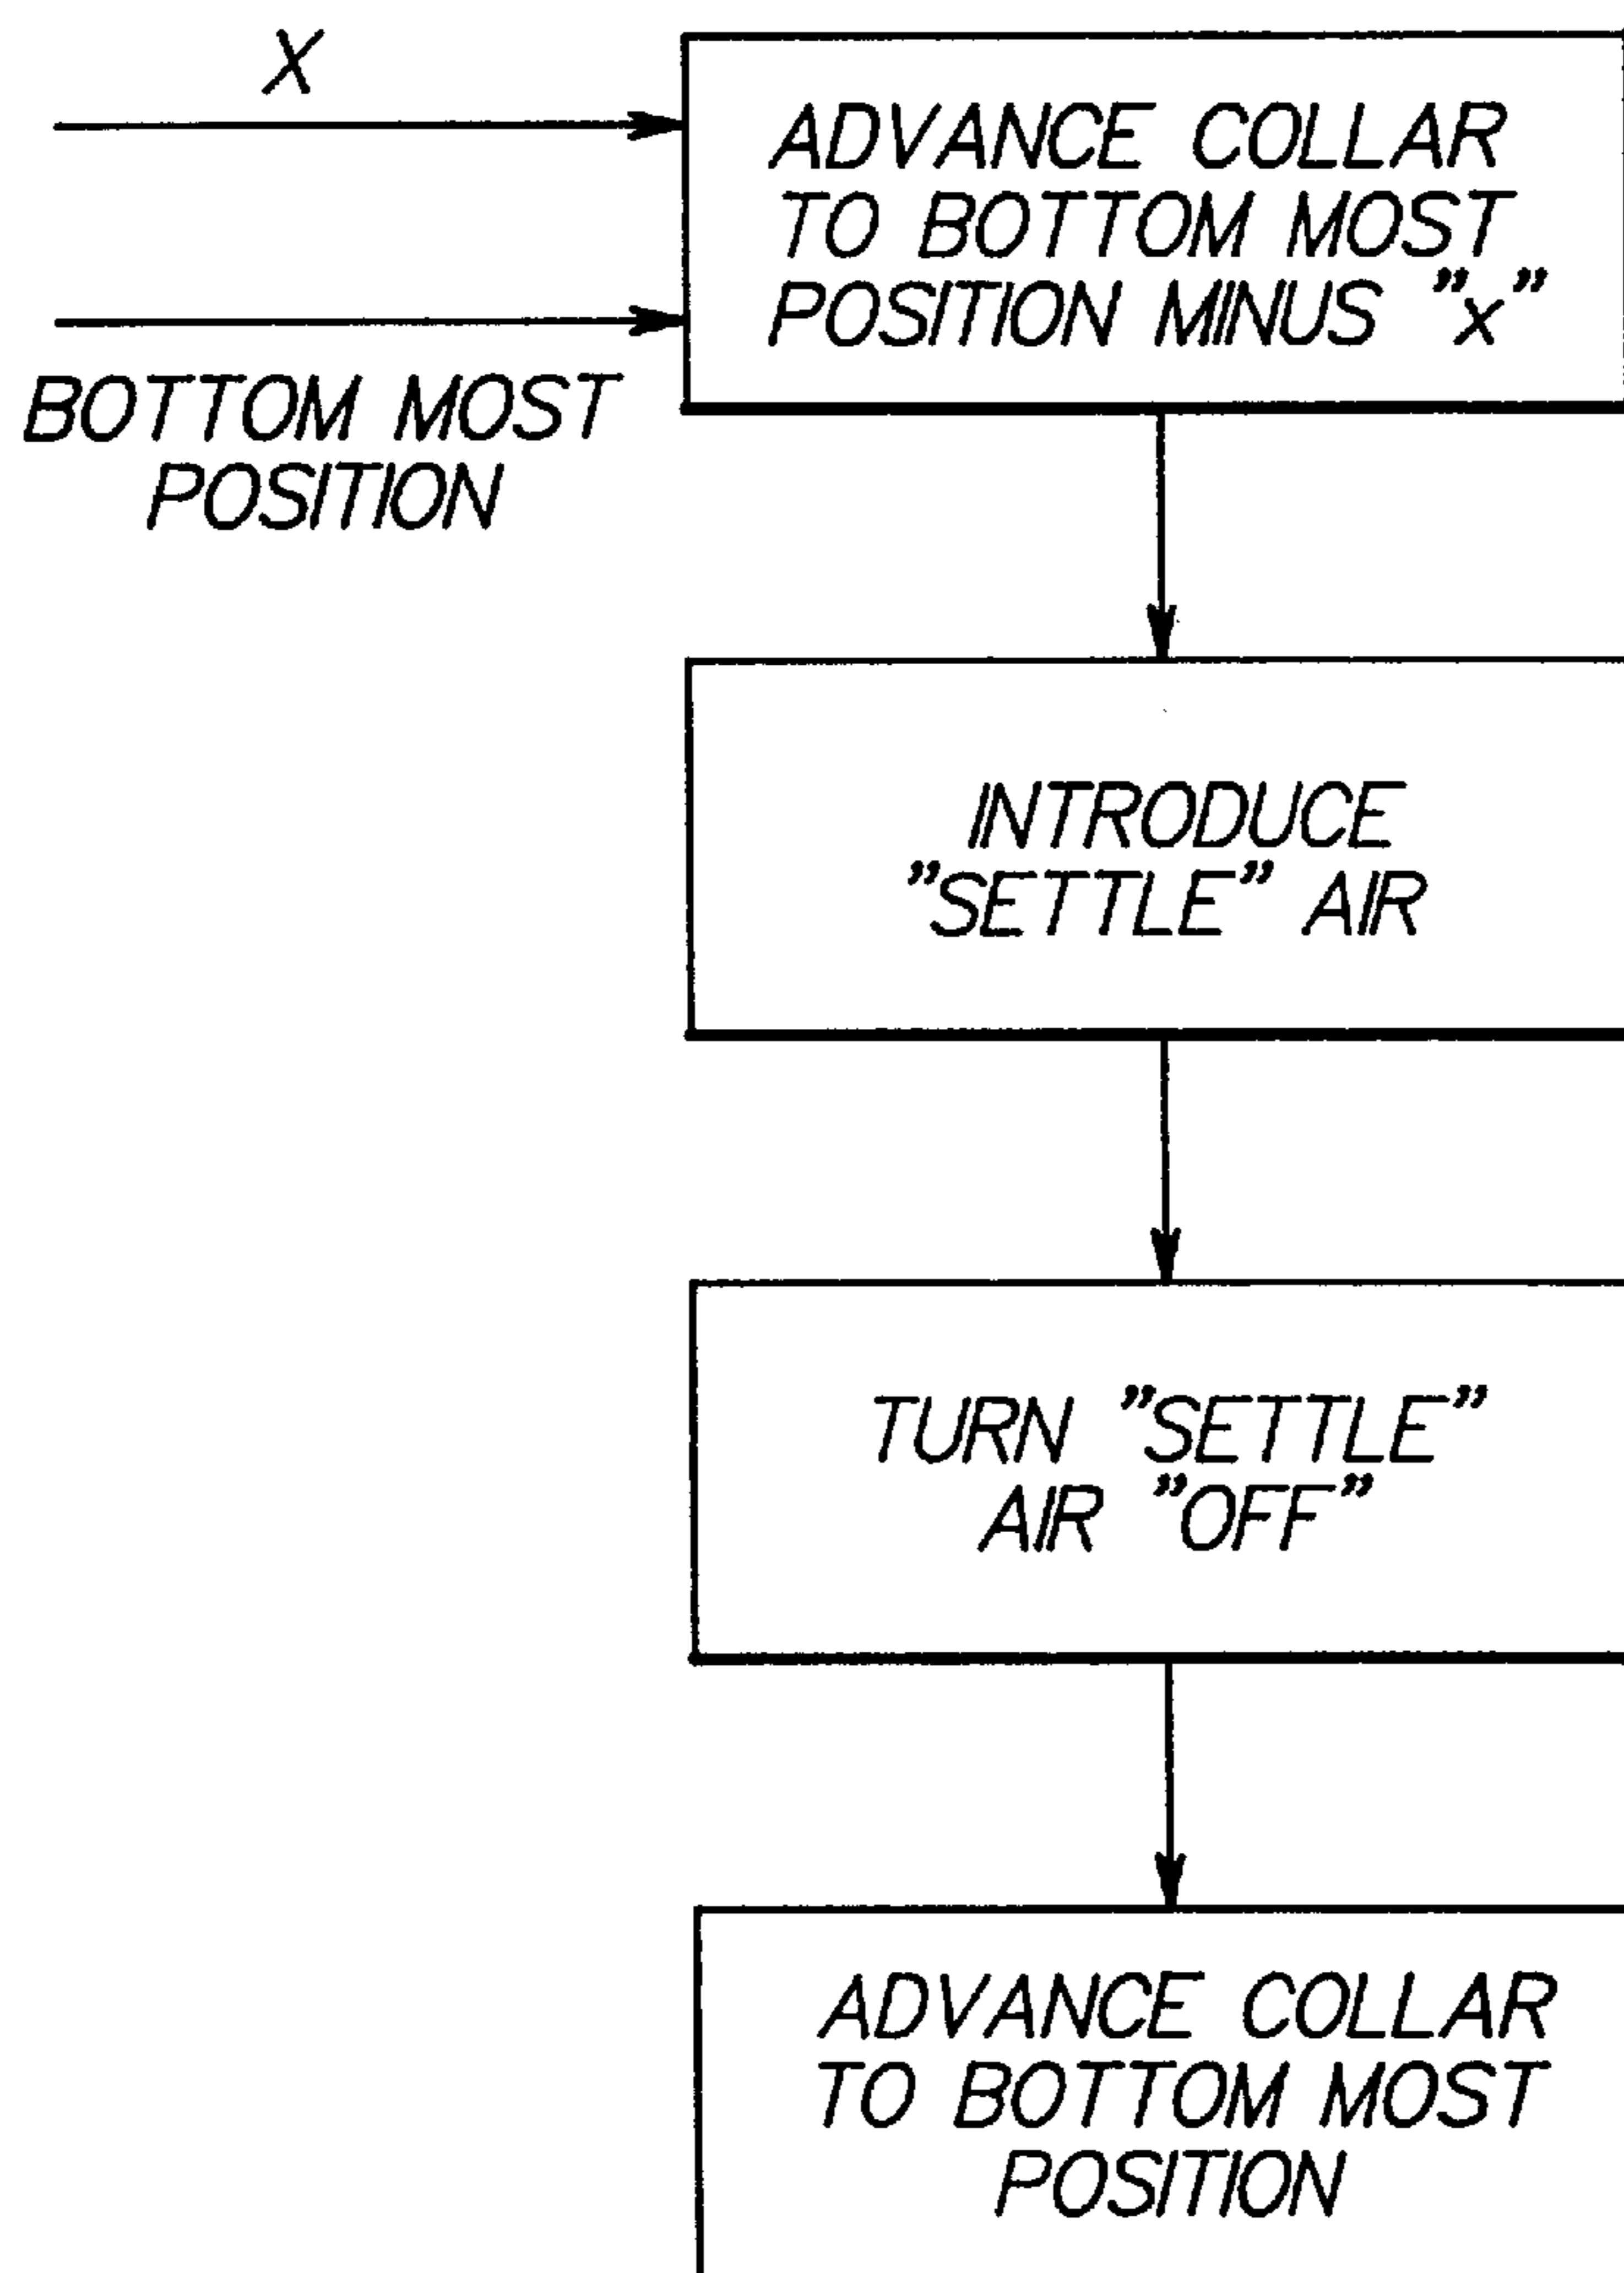 X
ADVANCE COLLAR
TO BOTTOM MOST
POSITION MINUS "x"
BOTTOM MOST
POSITION
INTRODUCE
"SETTLE" AIR
TURN "SETTLE"
AIR "OFF"
ADVANCE COLLAR
TO BOTTOM MOST
POSITION